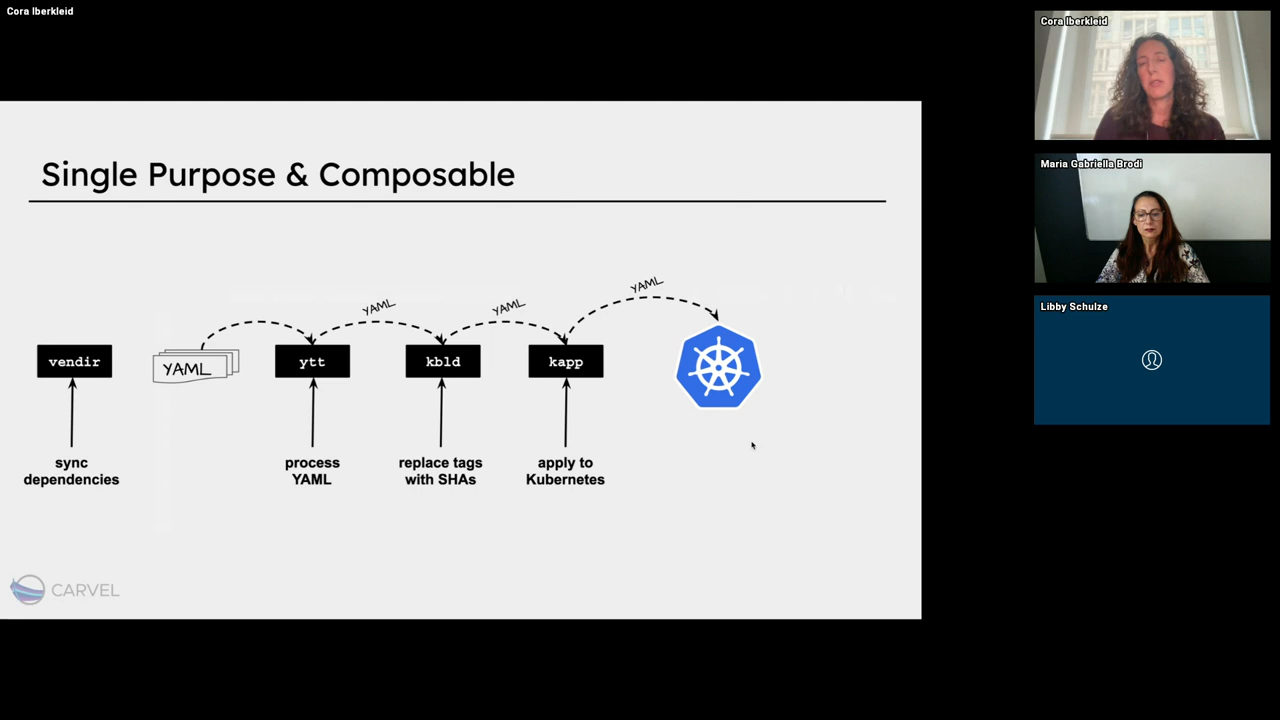 Cora Iberkleid
Cora Iberkleid
Maria Gabriella Brodi
Libby Schulze
Single Purpose & Composable
YAML
YAML
YAML
vendir
YAML
ytt
kbld
kapp
sync
dependencies
process
YAML
replace tags
with SHAs
apply to
Kubernetes
CARVEL